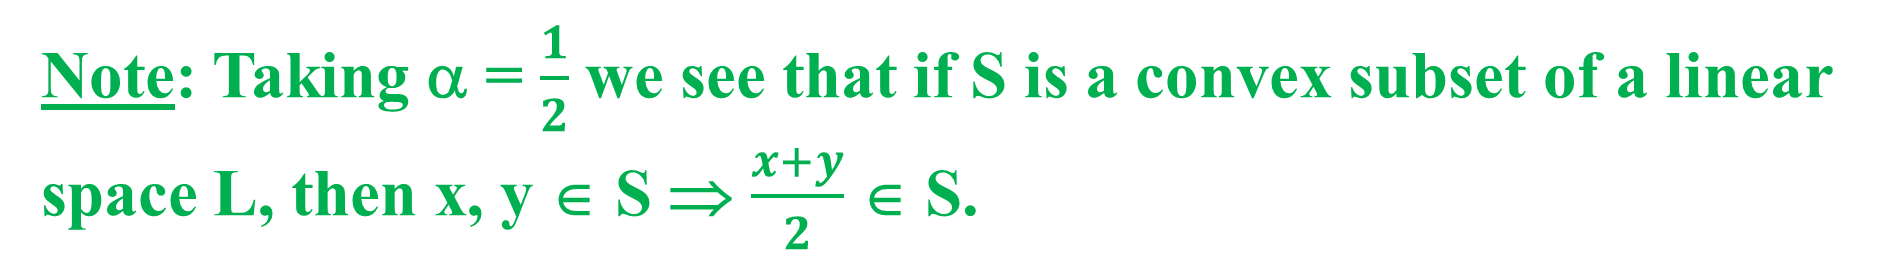 Note: Taking α = 1/2 we see that if S is a convex subset of a linear
space L, then x, y ∈ S ⇒ x+y/2 ∈ S.